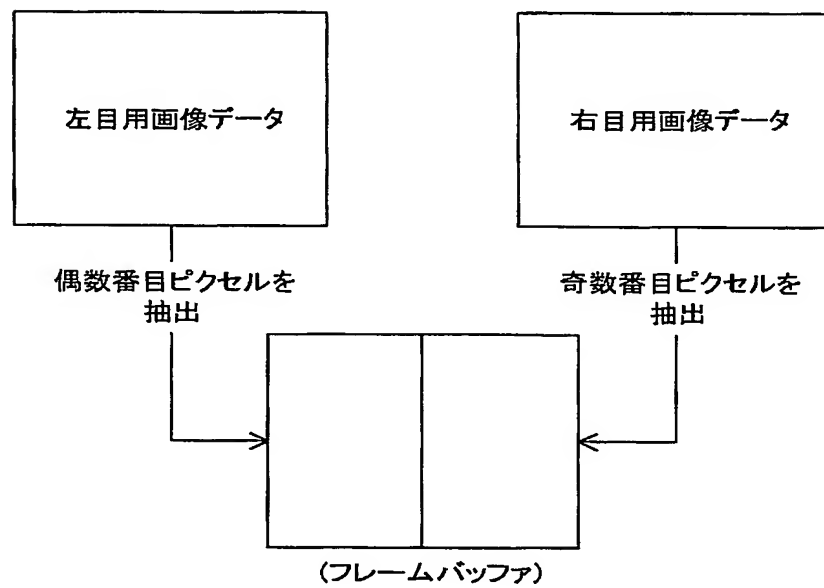 左目用画像データ
右目用画像データ
偶数番目ピクセルを
抽出
奇数番目ピクセルを
抽出
(フレームバッファ)